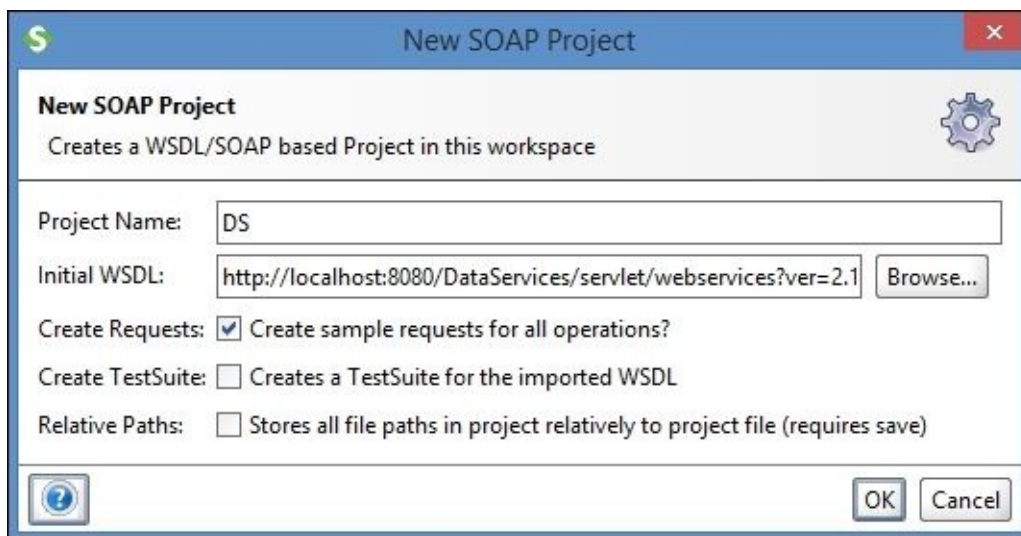 New SOAP Project
New SOAP Project
Creates a WSDL/SOAP based Project in this workspace
Project Name: DS
Initial WSDL: http://localhost:8080/DataServices/servlet/webservices?ver=2.1 Browse...
Create Requests: Create sample requests for all operations?
Create TestSuite: Creates a TestSuite for the imported WSDL
Relative Paths: Stores all file paths in project relatively to project file (requires save)
OK Cancel